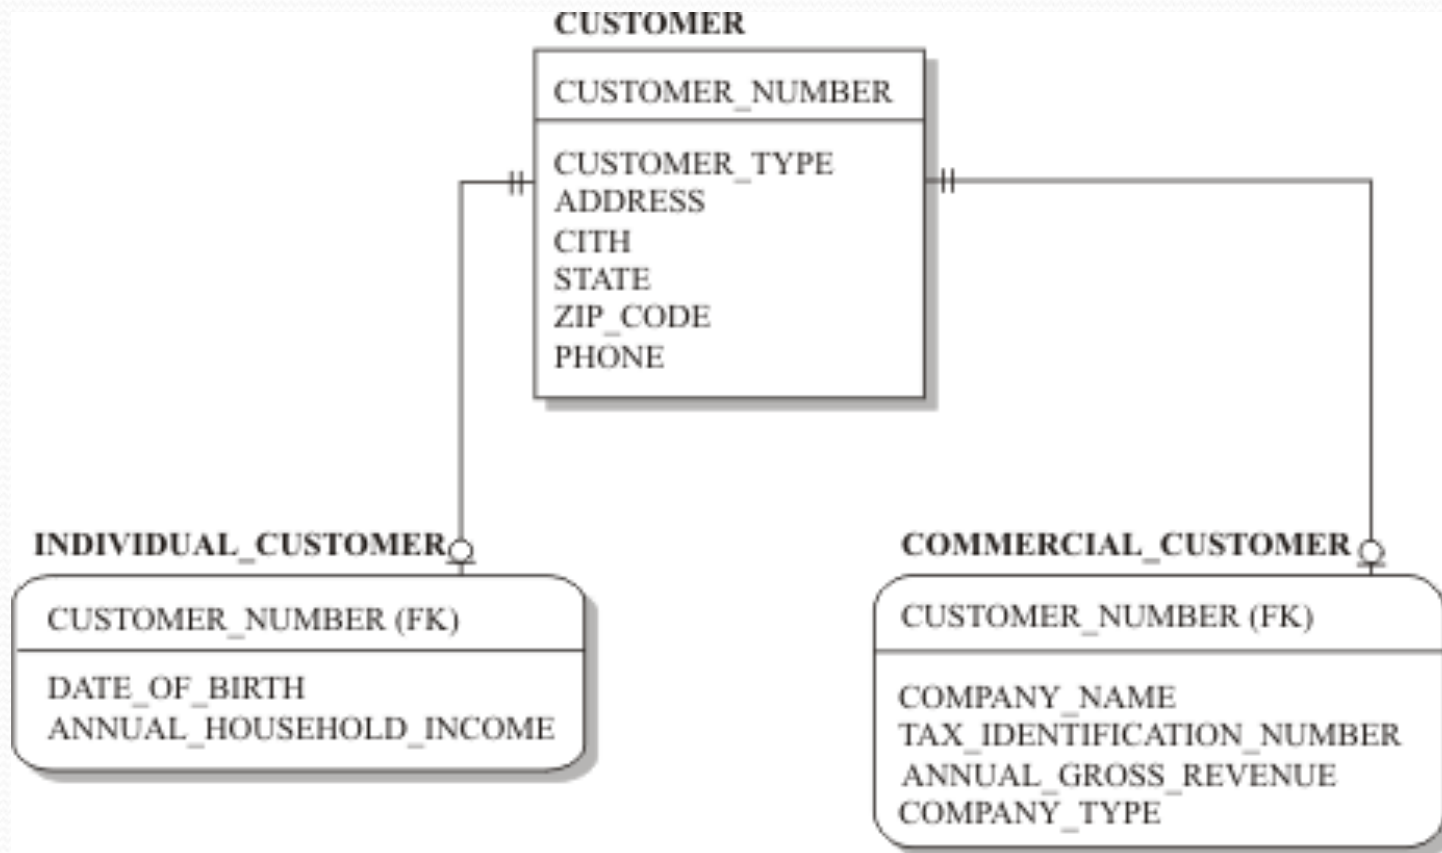 CUSTOMER
CUSTOMER_NUMBER
CUSTOMER_TYPE
ADDRESS
CITH
STATE
ZIP_CODE
PHONE
INDIVIDUAL_CUSTOMER
CUSTOMER_NUMBER (FK)
DATE_OF_BIRTH
ANNUAL_HOUSEHOLD_INCOME
COMMERCIAL_CUSTOMER
CUSTOMER_NUMBER (FK)
COMPANY_NAME
TAX_IDENTIFICATION_NUMBER
ANNUAL_GROSS_REVENUE
COMPANY_TYPE